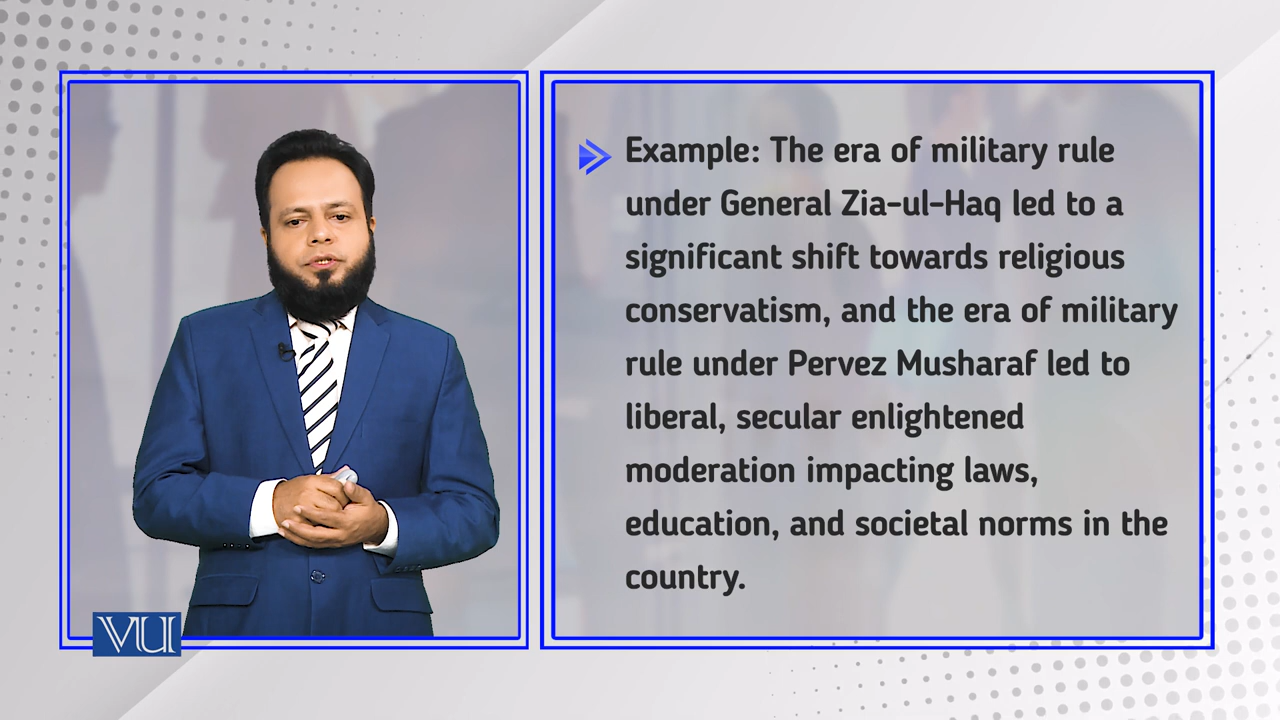 Example: The era of military rule
under General Zia-ul-Haq led to a
significant shift towards religious
conservatism, and the era of military
rule under Pervez Musharaf led to
liberal, secular enlightened
moderation impacting laws,
education, and societal norms in the
country.
VU